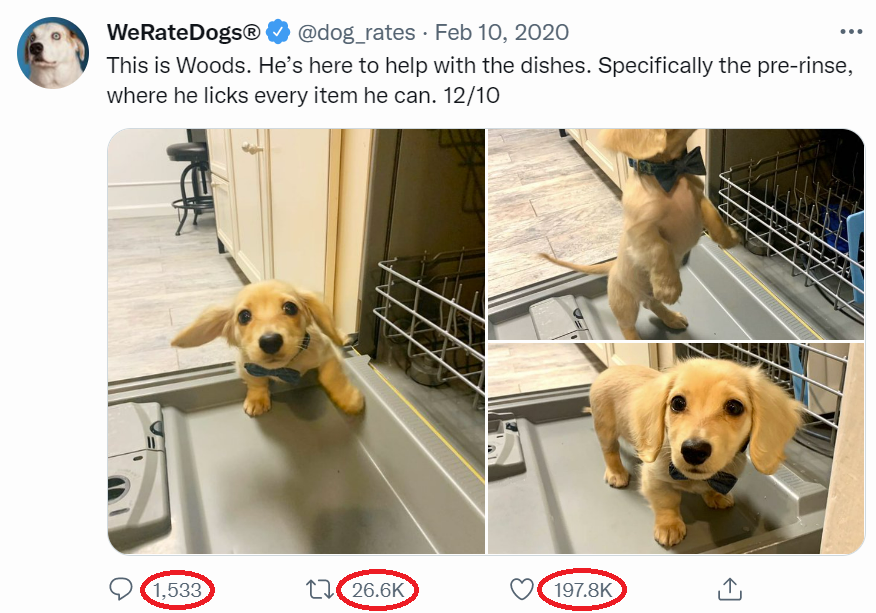 WeRateDogs® @dog_rates · Feb 10, 2020
This is Woods. He’s here to help with the dishes. Specifically the pre-rinse,
where he licks every item he can. 12/10
1,533 26.6K 197.8K